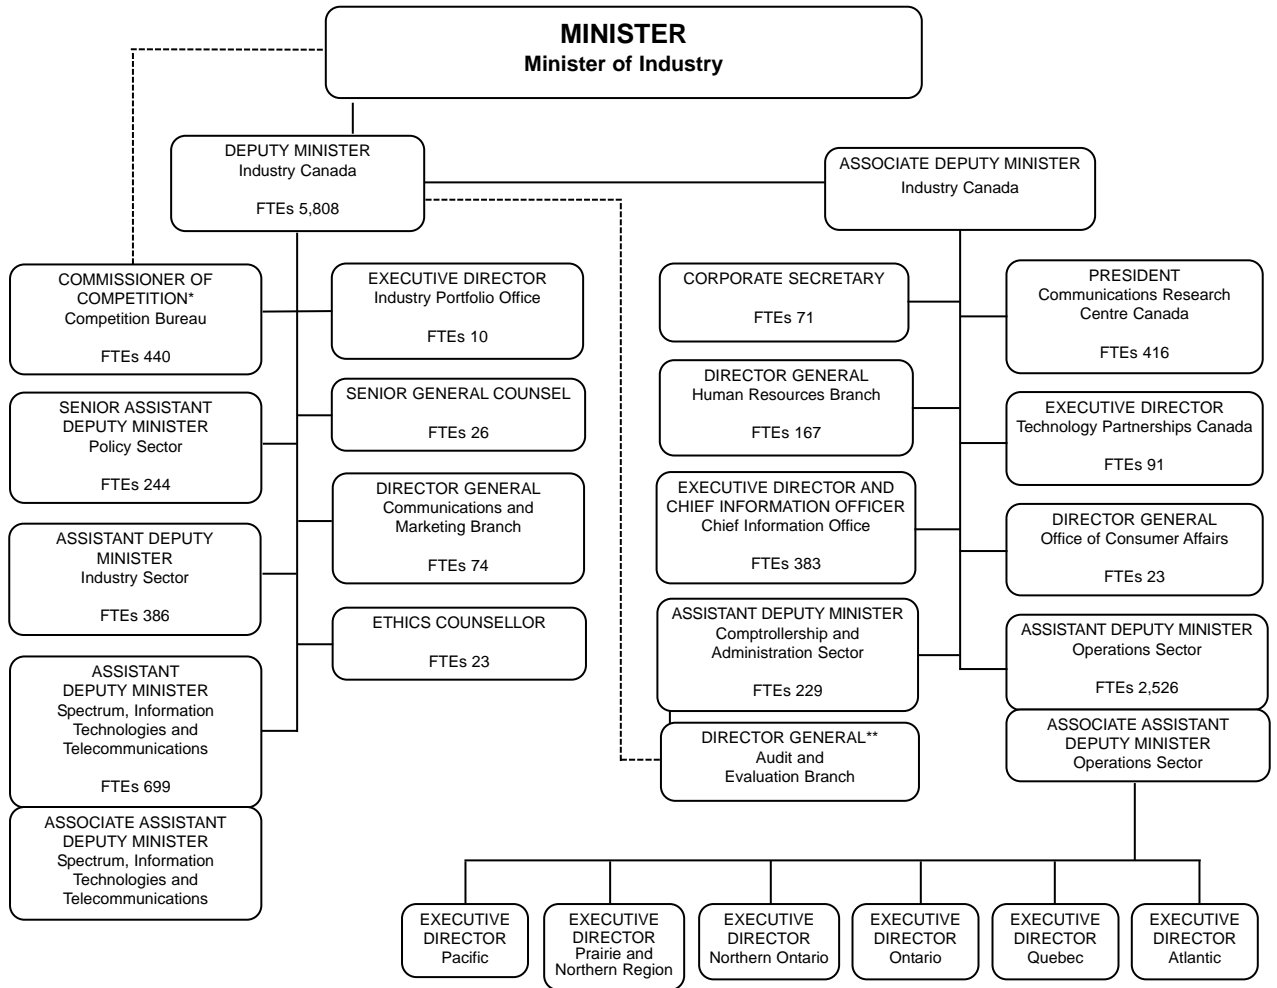 MINISTER
Minister of Industry
DEPUTY MINISTER
Industry Canada
FTEs 5,808
ASSOCIATE DEPUTY MINISTER
Industry Canada
COMMISSIONER OF
COMPETITION*
Competition Bureau
FTEs 440
EXECUTIVE DIRECTOR
Industry Portfolio Office
FTEs 10
CORPORATE SECRETARY
FTEs 71
PRESIDENT
Communications Research
Centre Canada
FTEs 416
SENIOR ASSISTANT
DEPUTY MINISTER
Policy Sector
FTEs 244
SENIOR GENERAL COUNSEL
FTEs 26
DIRECTOR GENERAL
Human Resources Branch
FTEs 167
EXECUTIVE DIRECTOR
Technology Partnerships Canada
FTEs 91
ASSISTANT DEPUTY
MINISTER
Industry Sector
FTEs 386
DIRECTOR GENERAL
Communications and
Marketing Branch
FTEs 74
EXECUTIVE DIRECTOR AND
CHIEF INFORMATION OFFICER
Chief Information Office
FTEs 383
DIRECTOR GENERAL
Office of Consumer Affairs
FTEs 23
ASSISTANT
DEPUTY MINISTER
Spectrum, Information
Technologies and
Telecommunications
FTEs 699
ETHICS COUNSELLOR
FTEs 23
ASSISTANT DEPUTY MINISTER
Comptrollership and
Administration Sector
FTEs 229
ASSISTANT DEPUTY MINISTER
Operations Sector
FTEs 2,526
ASSOCIATE ASSISTANT
DEPUTY MINISTER
Spectrum, Information
Technologies and
Telecommunications
DIRECTOR GENERAL**
Audit and
Evaluation Branch
ASSOCIATE ASSISTANT
DEPUTY MINISTER
Operations Sector
EXECUTIVE
DIRECTOR
Pacific
EXECUTIVE
DIRECTOR
Prairie and
Northern Region
EXECUTIVE
DIRECTOR
Northern Ontario
EXECUTIVE
DIRECTOR
Ontario
EXECUTIVE
DIRECTOR
Quebec
EXECUTIVE
DIRECTOR
Atlantic